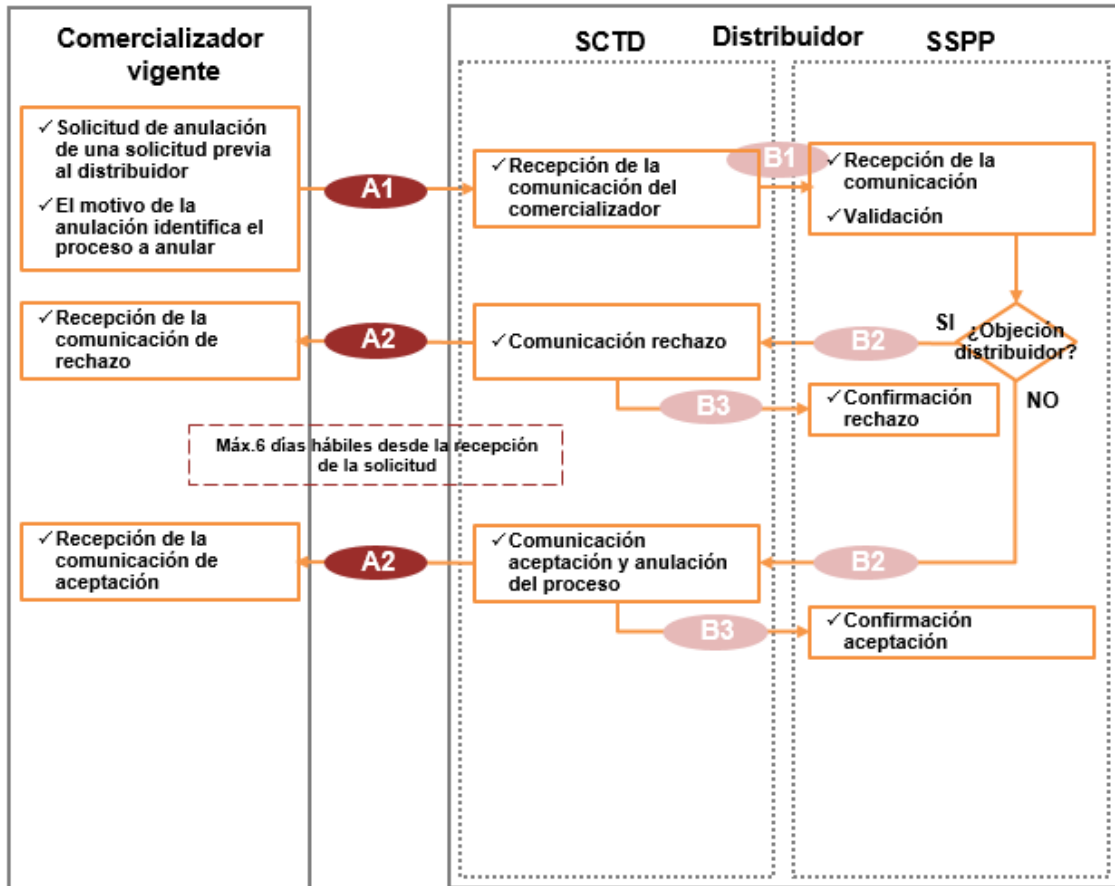 Comercializador
vigente
SCTD
Distribuidor
SSPP
✓ Solicitud de anulación
de una solicitud previa
al distribuidor
✓ El motivo de la
anulación identifica el
proceso a anular
A1
✓ Recepción de la
comunicación del
comercializador
B1
✓ Recepción de la
comunicación
✓ Validación
✓ Recepción de la
comunicación de
rechazo
A2
✓ Comunicación rechazo
B2
SI
¿Objeción
distribuidor?
NO
B3
✓ Confirmación
rechazo
Máx.6 días hábiles desde la recepción
de la solicitud
✓ Recepción de la
comunicación de
aceptación
A2
✓ Comunicación
aceptación y anulación
del proceso
B2
B3
✓ Confirmación
aceptación